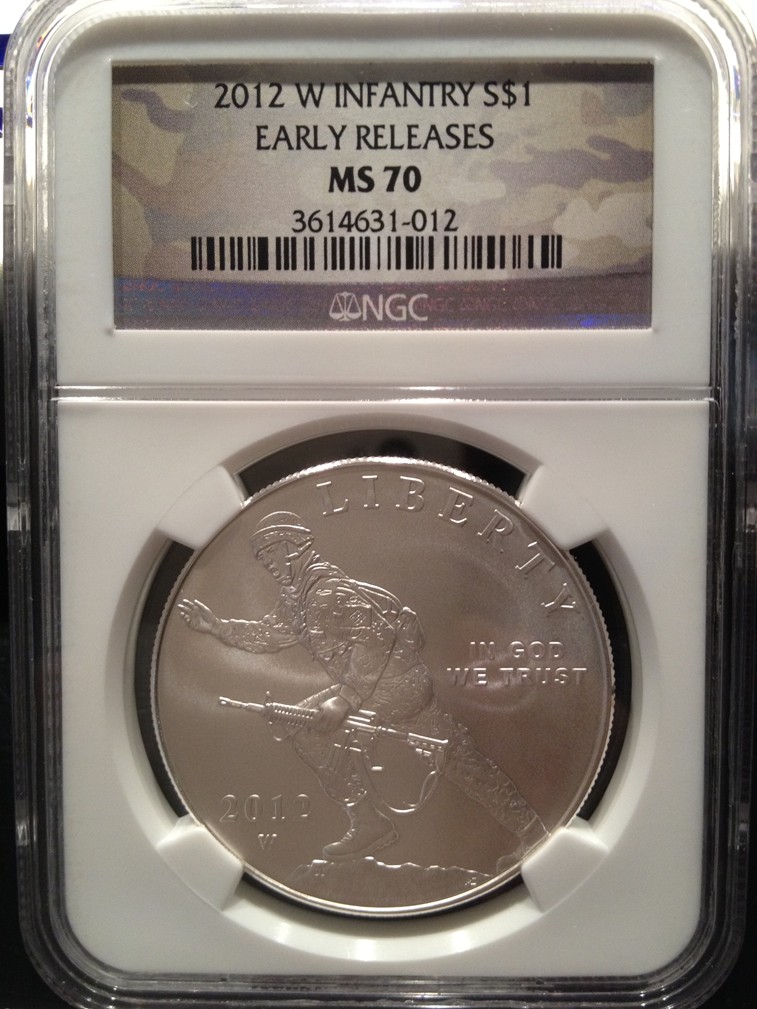 2012 W INFANTRY S$1
EARLY RELEASES
MS 70
3614631-012
NGC
LIBERTY
IN GOD
WE TRUST
2012
W